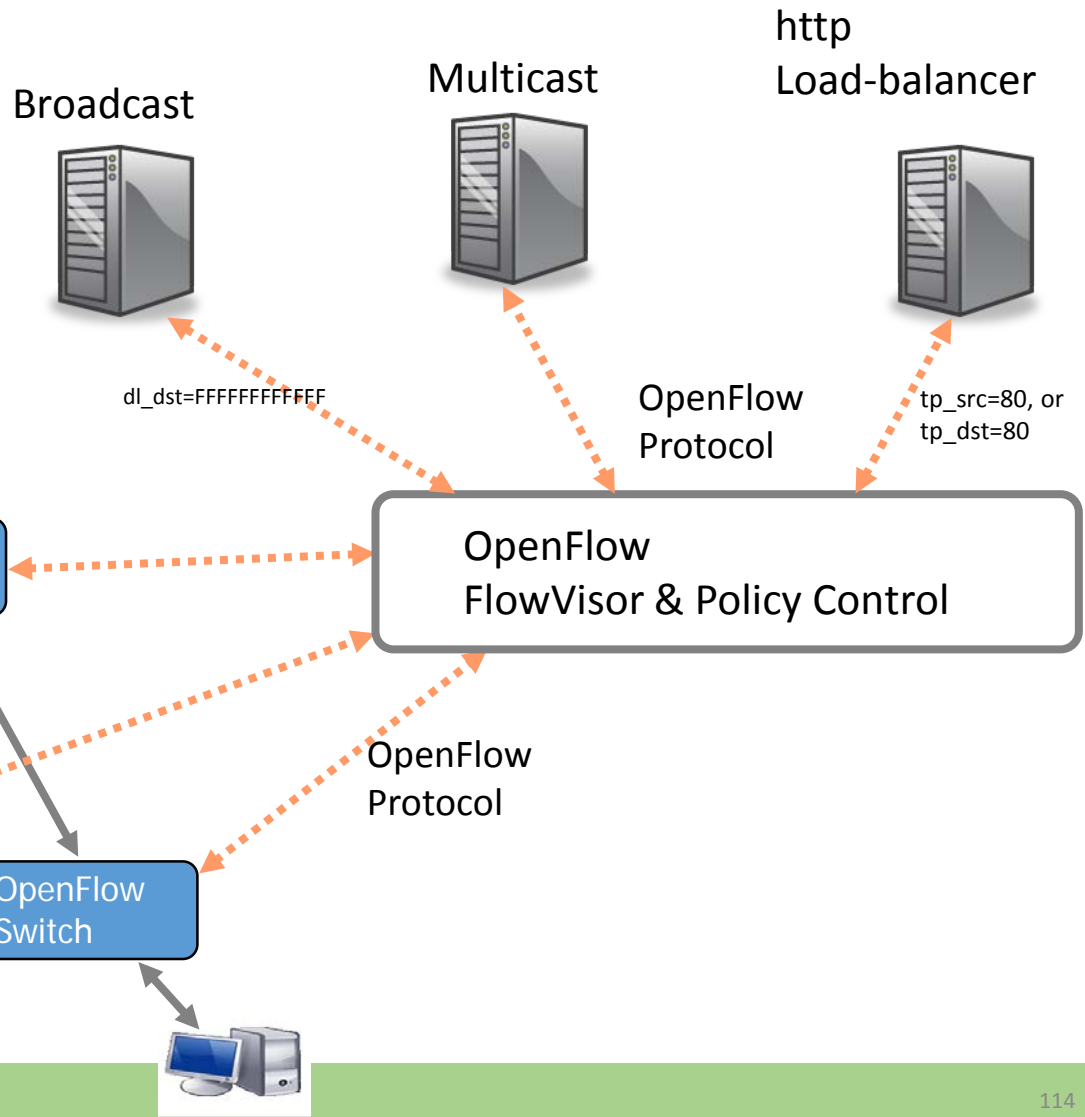 http
Load-balancer
Multicast
Broadcast
dl_dst=FFFFFFFFFFFF
OpenFlow
Protocol
tp_src=80, or
tp_dst=80
OpenFlow
FlowVisor & Policy Control
OpenFlow
Protocol
OpenFlow
Switch
114